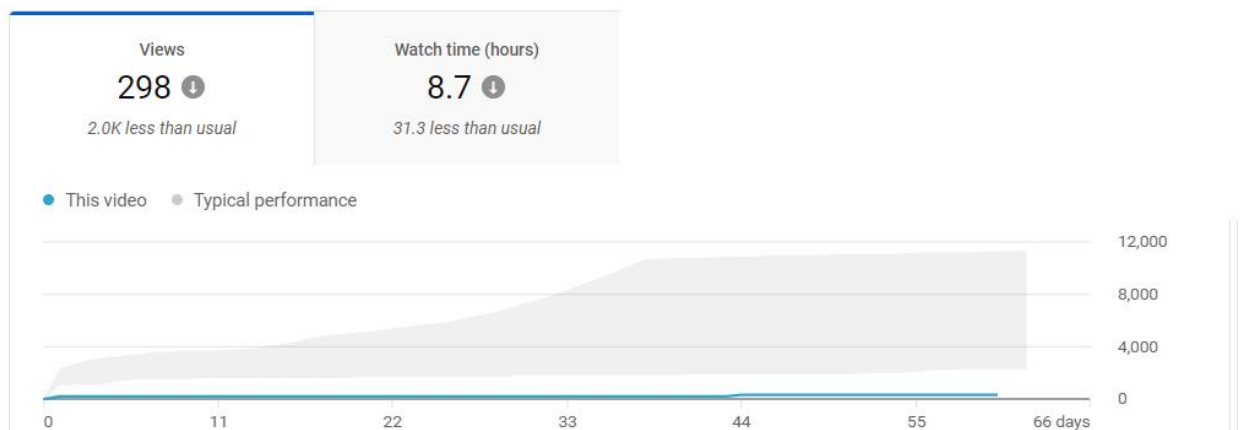 Views
298
2.0K less than usual
Watch time (hours)
8.7
31.3 less than usual
This video
Typical performance
12,000
8,000
4,000
0
0 11 22 33 44 55 66 days